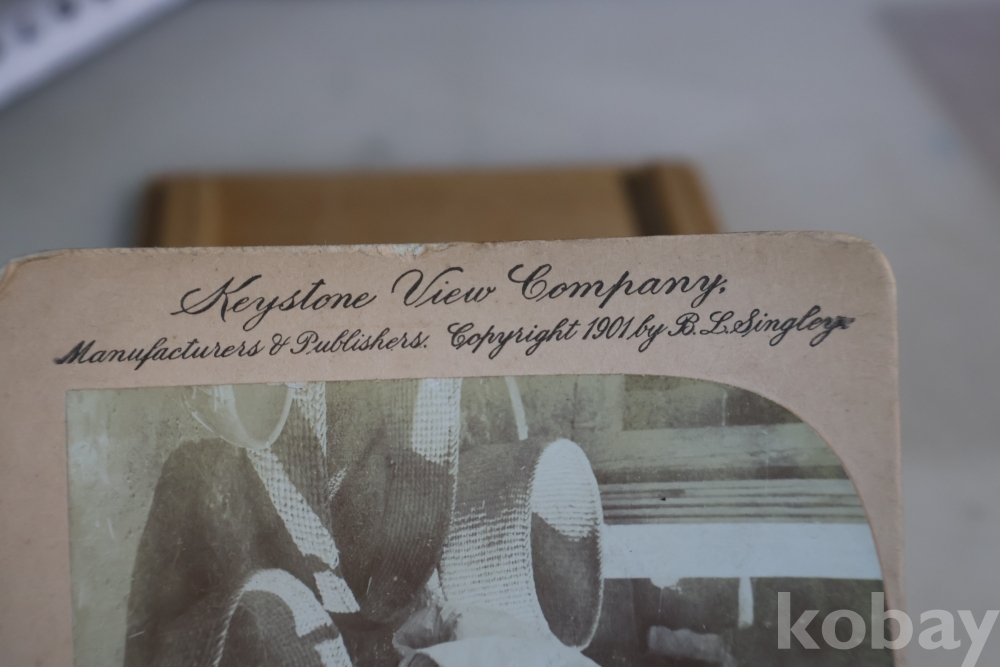 Keystone View Company.
Manufacturers & Publishers. Copyright 1901 by B. L. Singley.
kobay